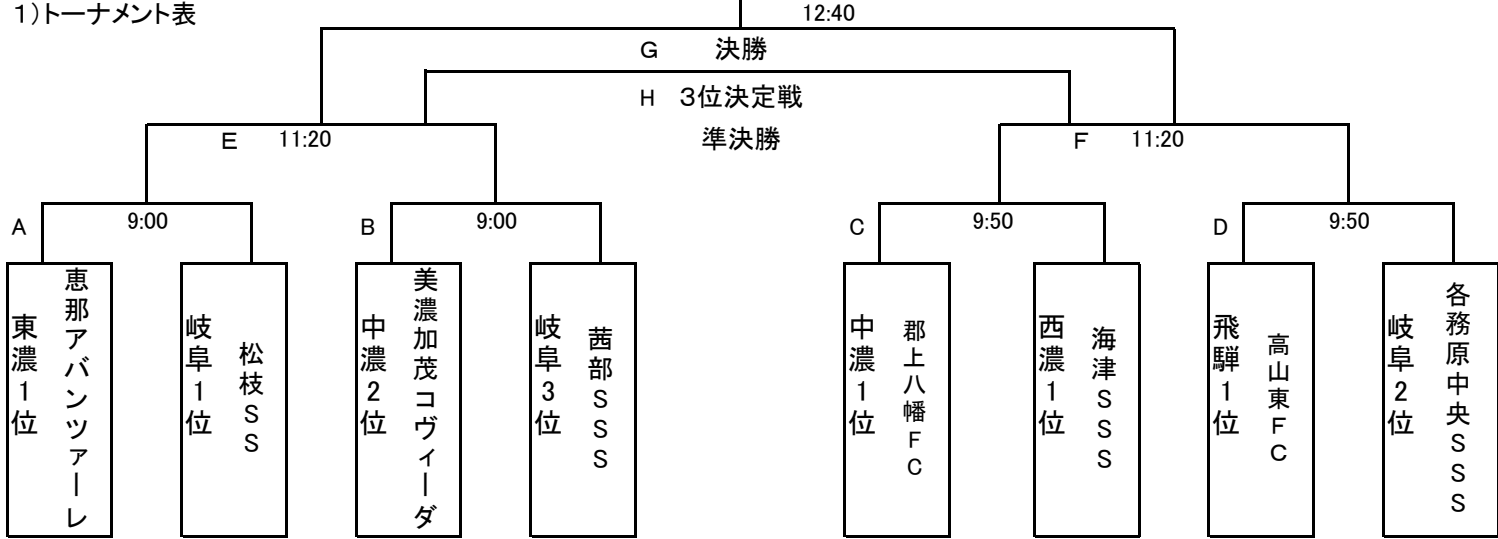 1)トーナメント表
12:40
G 決勝
H 3位決定戦
準決勝
E 11:20
F 11:20
A 9:00
B 9:00
C 9:50
D 9:50
東濃1位
恵那アバンツァーレ
岐阜1位
松枝SS
中濃2位
美濃加茂コヴィーダ
岐阜3位
茜部SSS
中濃1位
郡上八幡FC
西濃1位
海津SSS
飛騨1位
高山東FC
岐阜2位
各務原中央SSS